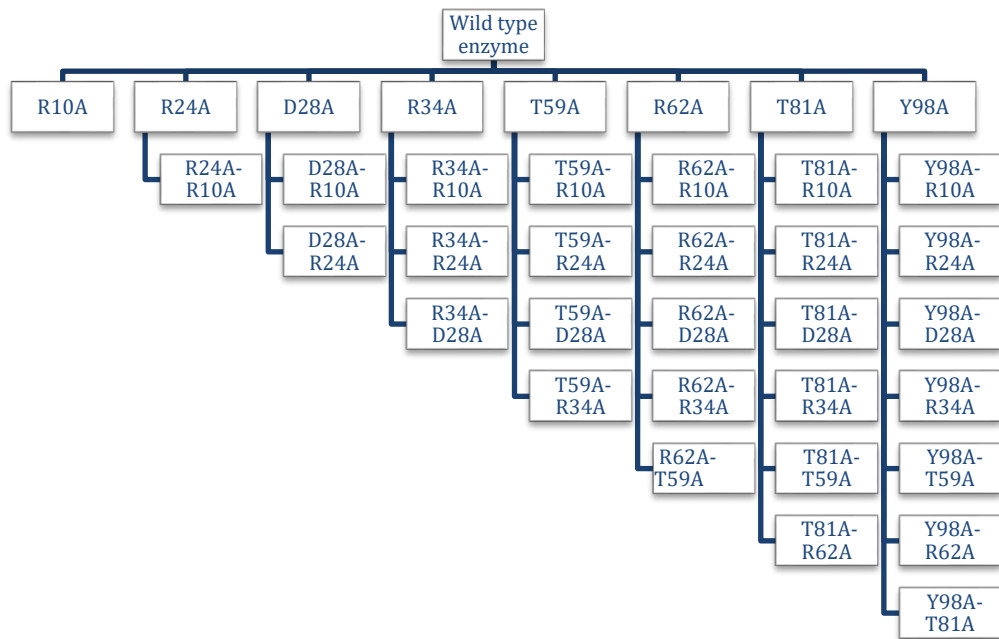 Wild type
enzyme
R10A
R24A
D28A
R34A
T59A
R62A
T81A
Y98A
R24A-
R10A
D28A-
R10A
R34A-
R10A
T59A-
R10A
R62A-
R10A
T81A-
R10A
Y98A-
R10A
D28A-
R24A
R34A-
R24A
T59A-
R24A
R62A-
R24A
T81A-
R24A
Y98A-
R24A
R34A-
D28A
T59A-
D28A
R62A-
D28A
T81A-
D28A
Y98A-
D28A
T59A-
R34A
R62A-
R34A
T81A-
R34A
Y98A-
R34A
R62A-
T59A
T81A-
T59A
Y98A-
T59A
T81A-
R62A
Y98A-
R62A
Y98A-
T81A